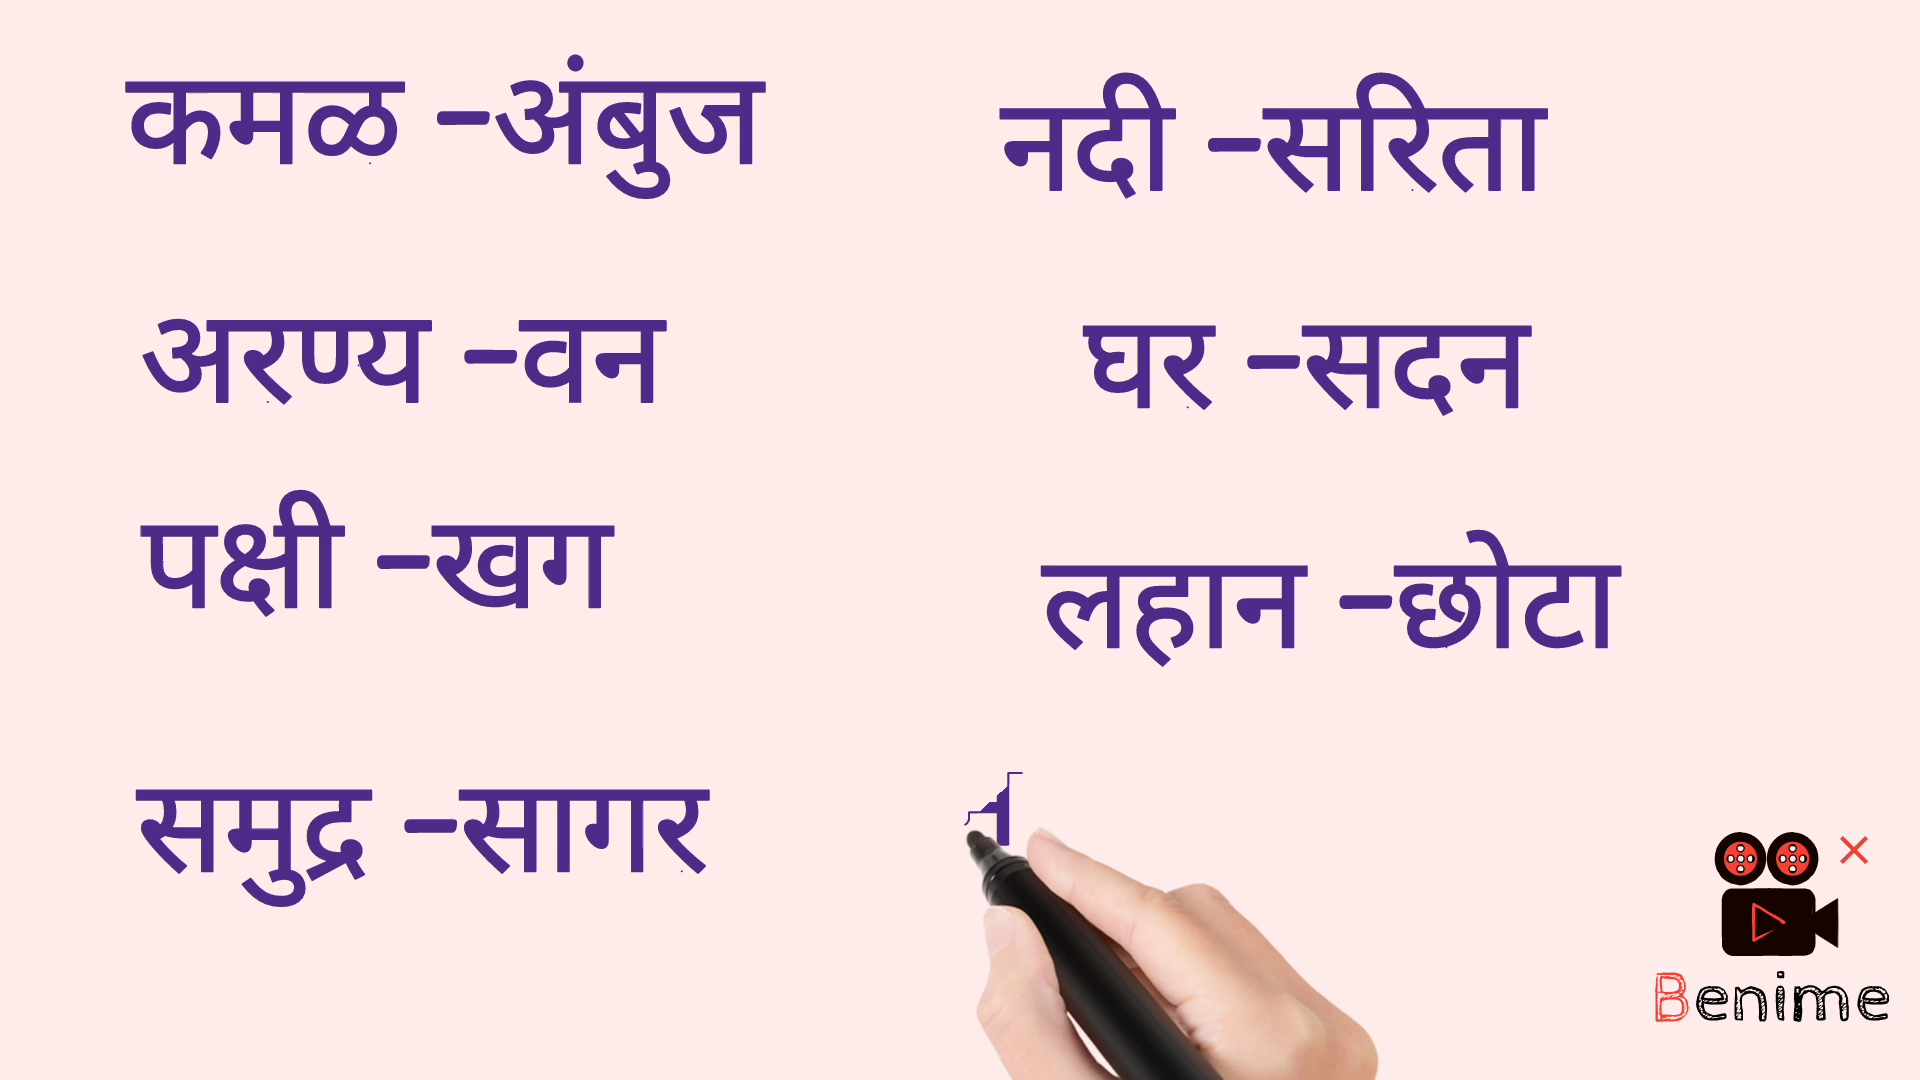 कमळ -अंबुज
नदी -सरिता
अरण्य -वन
घर -सदन
पक्षी -खग
लहान -छोटा
समुद्र -सागर
Benime